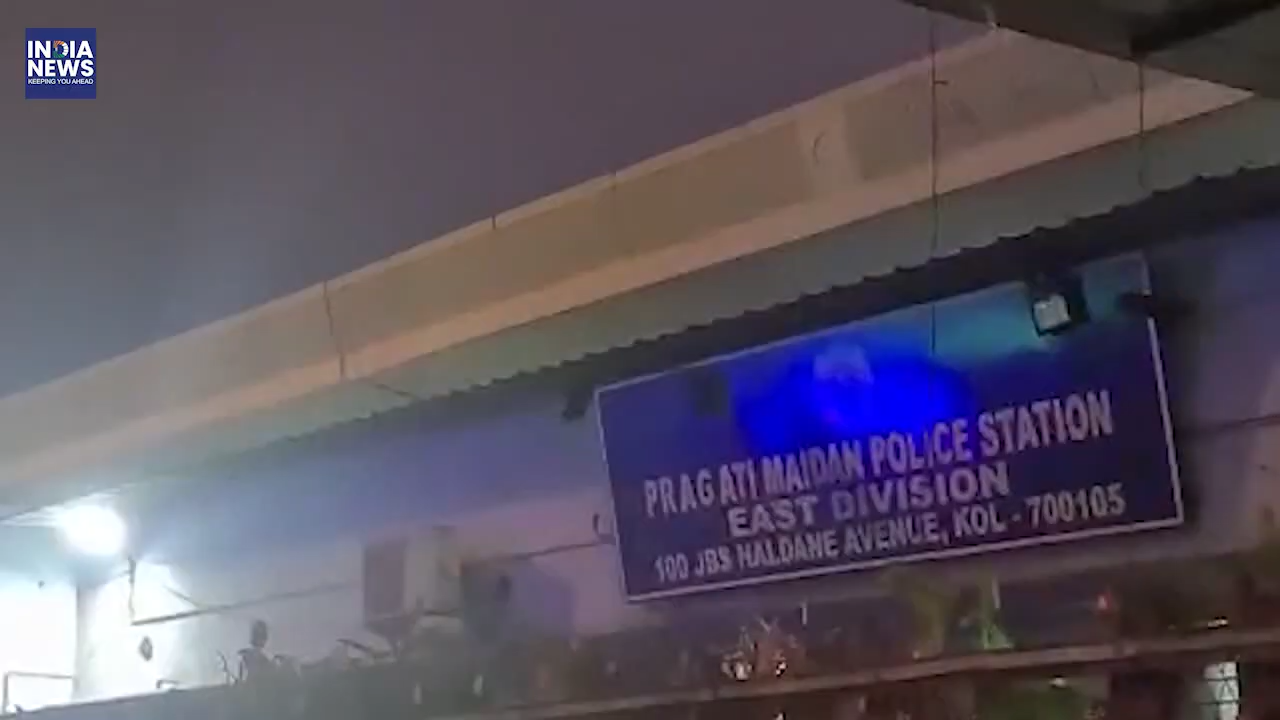 INDIA
NEWS
KEEPING YOU AHEAD
PRAGATI MAIDAN POLICE STATION
EAST DIVISION
100 JBS HALDANE AVENUE, KOL - 700105